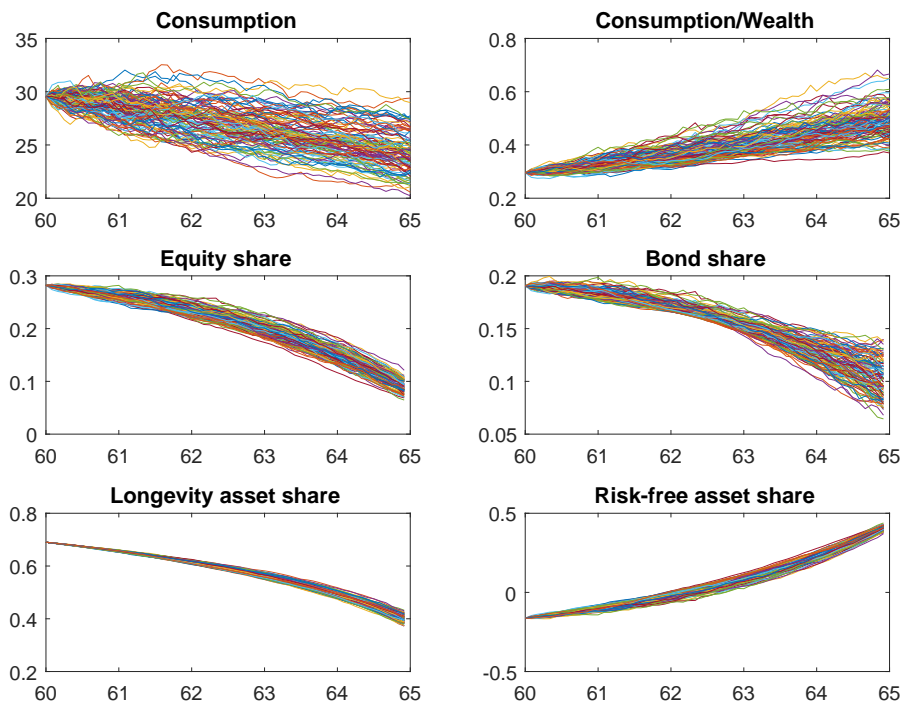 Consumption
35
30
25
20
60 61 62 63 64 65
Consumption/Wealth
0.8
0.6
0.4
0.2
60 61 62 63 64 65
Equity share
0.3
0.2
0.1
0
60 61 62 63 64 65
Bond share
0.2
0.15
0.1
0.05
60 61 62 63 64 65
Longevity asset share
0.8
0.6
0.4
0.2
60 61 62 63 64 65
Risk-free asset share
0.5
0
-0.5
60 61 62 63 64 65